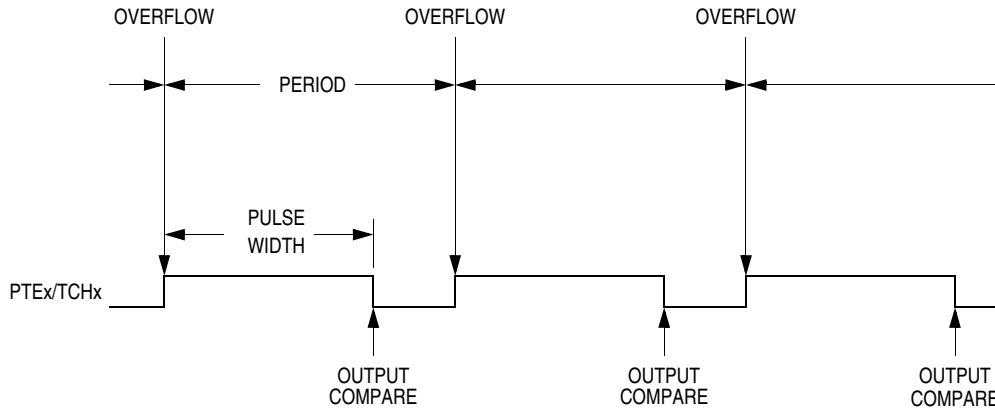 OVERFLOW
OVERFLOW
OVERFLOW
PERIOD
PULSE
WIDTH
PTEx/TCHx
OUTPUT
COMPARE
OUTPUT
COMPARE
OUTPUT
COMPARE